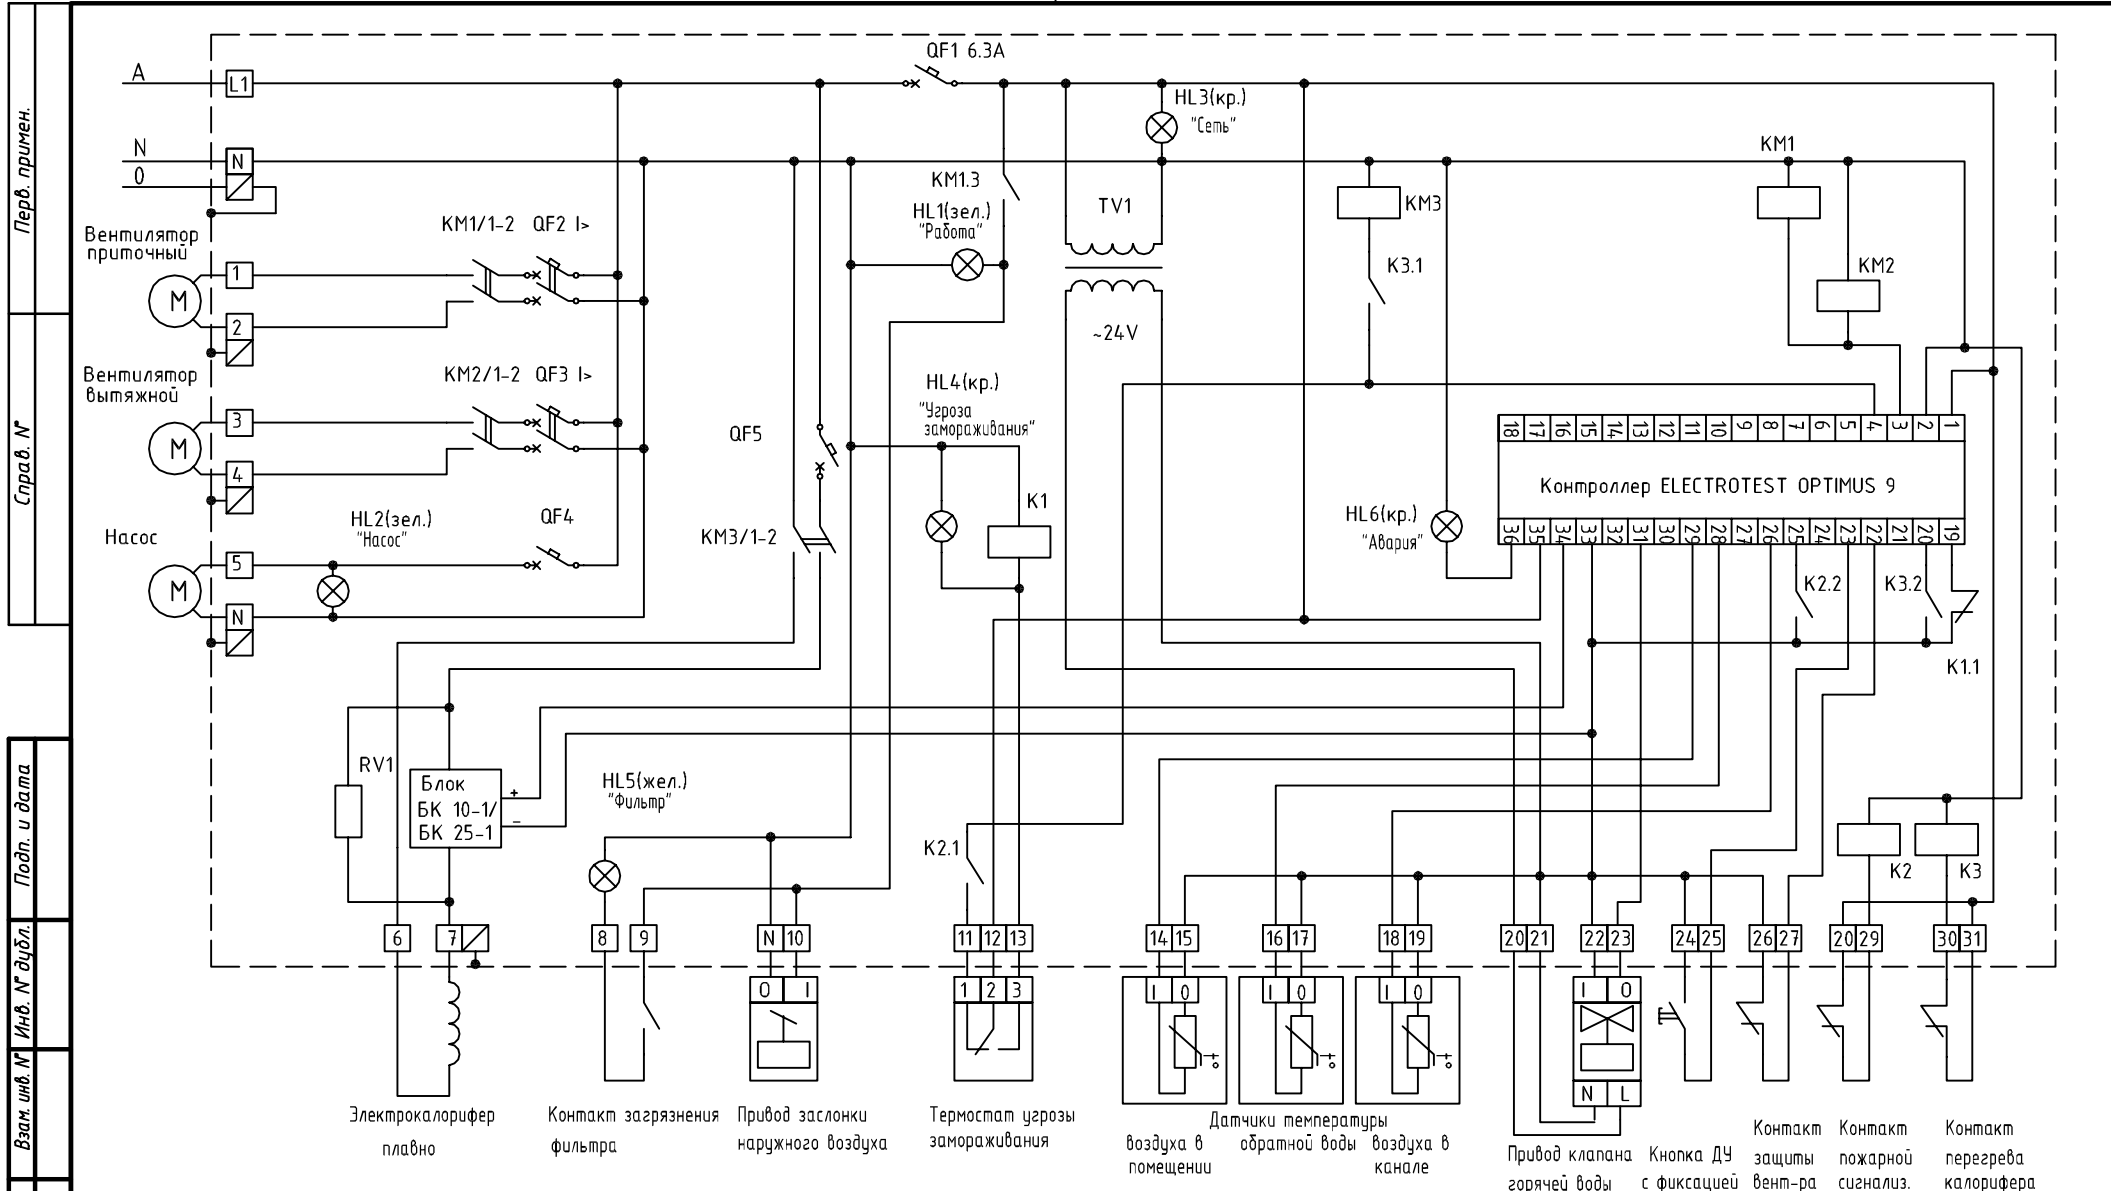 Перв. примен.
Справ. №
Подп. и дата
Инв. № дубл.
Взам. инв. №
QF1 6.3A
A
L1
HL3(кр.)
"Сеть"
N
N
0
KM1
KM1.3
HL1(зел.)
"Работа"
TV1
KM3
Вентилятор
приточный
KM1/1-2 QF2 I>
1
M
2
K3.1
KM2
~24V
Вентилятор
вытяжной
KM2/1-2 QF3 I>
3
M
4
HL4(кр.)
"Угроза
замораживания"
QF5
18 17 16 15 14 13 12 11 10 9 8 7 6 5 4 3 2 1
Контроллер ELECTROTEST OPTIMUS 9
36 35 34 33 32 31 30 29 28 27 26 25 24 23 22 21 20 19
K1
HL6(кр.)
"Авария"
Насос
HL2(зел.)
"Насос"
QF4
KM3/1-2
5
M
N
K2.2
K3.2
K1.1
RV1
Блок
БК 10-1/
БК 25-1
+
-
HL5(жел.)
"Фильтр"
K2.1
K2
K3
6 7 8 9 N 10 11 12 13 14 15 16 17 18 19 20 21 22 23 24 25 26 27 20 29 30 31
O I
1 2 3
I 0
I 0
I 0
I O
t°
t°
t°
N L
Электрокалорифер
плавно
Контакт загрязнения
фильтра
Привод заслонки
наружного воздуха
Термостат угрозы
замораживания
Датчики температуры
воздуха в
помещении
обратной воды
воздуха в
канале
Привод клапана
горячей воды
Кнопка ДУ
с фиксацией
Контакт
защиты
вент-ра
Контакт
пожарной
сигнализ.
Контакт
перегрева
калорифера